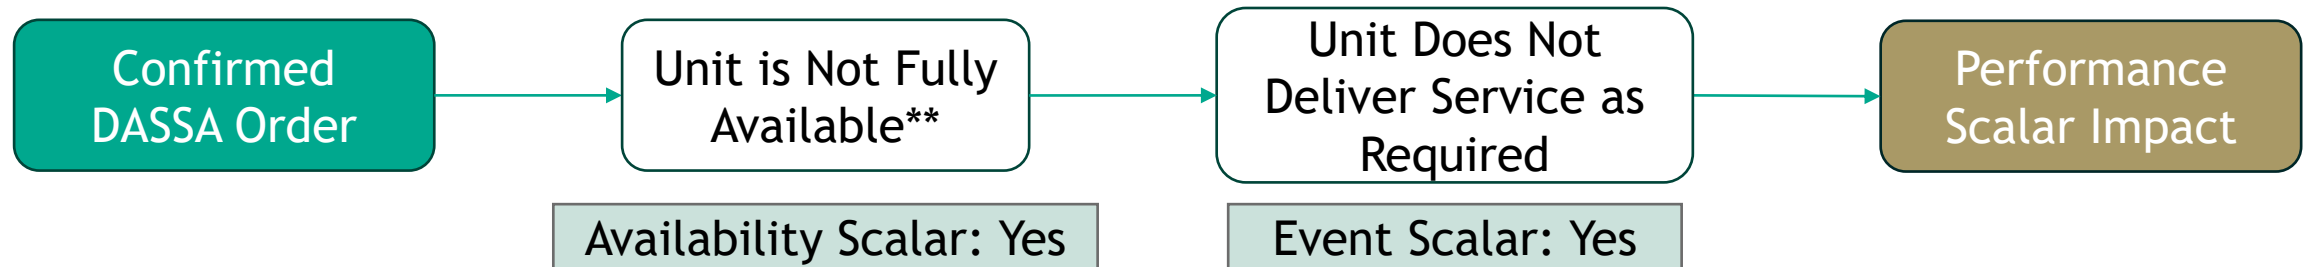 Confirmed
DASSA Order
Unit is Not Fully
Available**
Unit Does Not
Deliver Service as
Required
Performance
Scalar Impact
Availability Scalar: Yes
Event Scalar: Yes